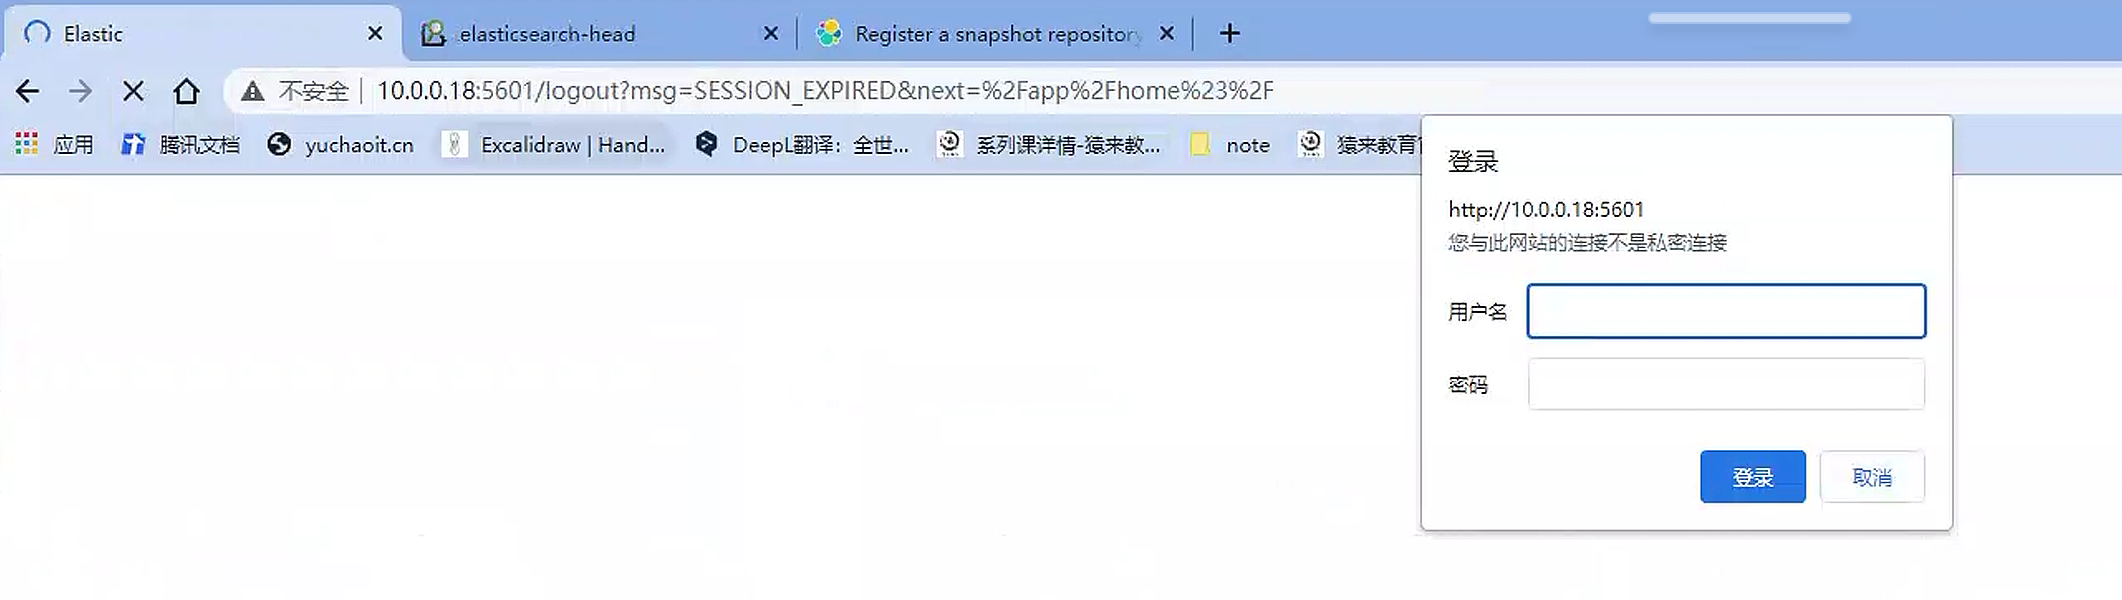 Elastic
elasticsearch-head
Register a snapshot repository
不安全 10.0.0.18:5601/logout?msg=SESSION_EXPIRED&next=%2Fapp%2Fhome%23%2F
应用 腾讯文档 yuchaoit.cn Excalidraw | Hand... DeepL翻译：全世... 系列课详情-猿来教... note 猿来教育
登录
http://10.0.0.18:5601
您与此网站的连接不是私密连接
用户名
密码
登录 取消